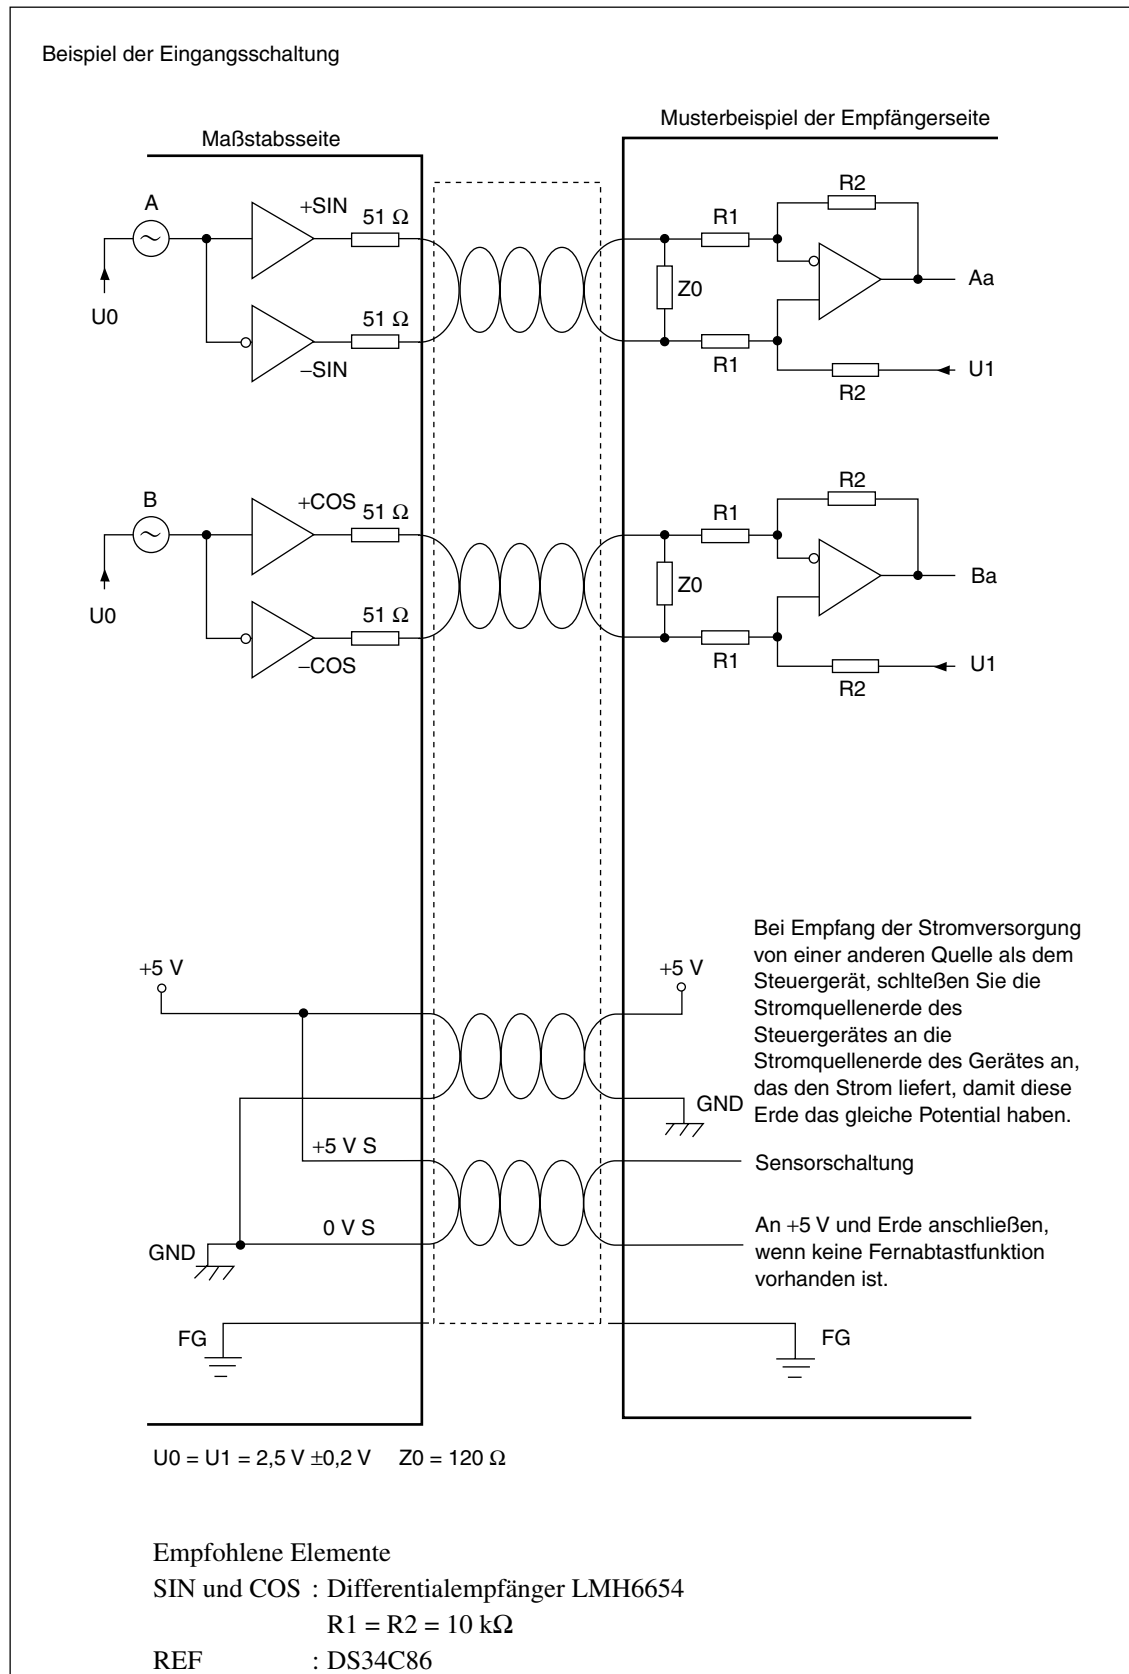 Beispiel der Eingangsschaltung
Maßstabsseite
Musterbeispiel der Empfängerseite
A
+SIN
51 Ω
U0
51 Ω
–SIN
R1
R2
Z0
Aa
R1
R2
U1
B
+COS
51 Ω
U0
51 Ω
–COS
R1
R2
Z0
Ba
R1
R2
U1
+5 V
+5 V
GND
Bei Empfang der Stromversorgung
von einer anderen Quelle als dem
Steuergerät, schlteßen Sie die
Stromquellenerde des
Steuergerätes an die
Stromquellenerde des Gerätes an,
das den Strom liefert, damit diese
Erde das gleiche Potential haben.
+5 V S
Sensorschaltung
0 V S
GND
An +5 V und Erde anschließen,
wenn keine Fernabtastfunktion
vorhanden ist.
FG
FG
U0 = U1 = 2,5 V ±0,2 V Z0 = 120 Ω
Empfohlene Elemente
SIN und COS : Differentialempfänger LMH6654
R1 = R2 = 10 kΩ
REF : DS34C86